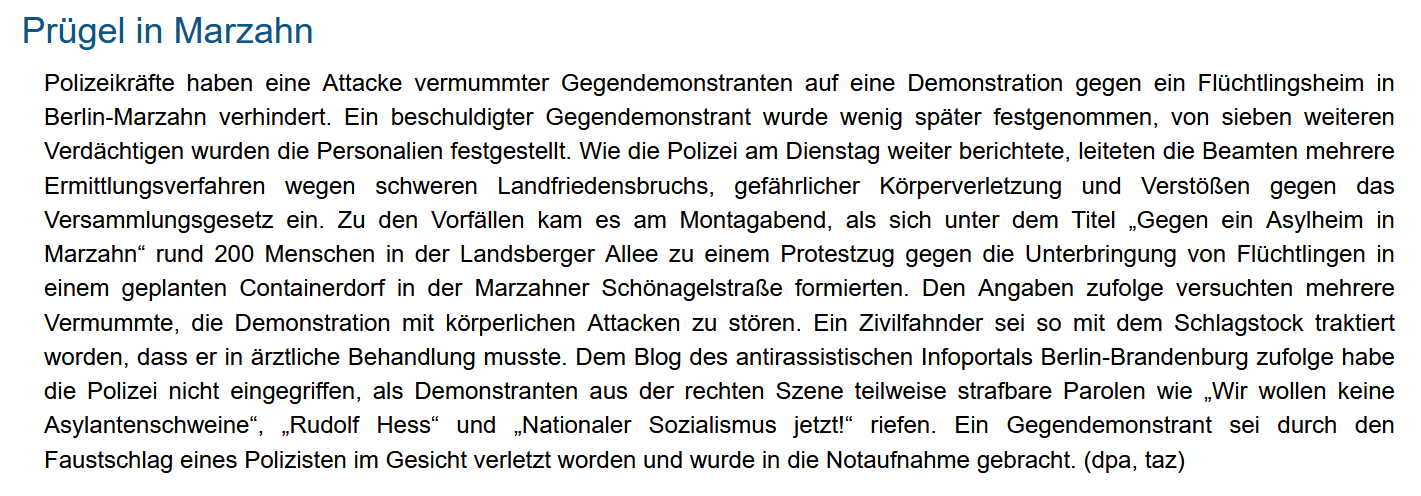 Prügel in Marzahn
Polizeikräfte haben eine Attacke vermummter Gegendemonstranten auf eine Demonstration gegen ein Flüchtlingsheim in
Berlin-Marzahn verhindert. Ein beschuldigter Gegendemonstrant wurde wenig später festgenommen, von sieben weiteren
Verdächtigen wurden die Personalien festgestellt. Wie die Polizei am Dienstag weiter berichtete, leiteten die Beamten mehrere
Ermittlungsverfahren wegen schweren Landfriedensbruchs, gefährlicher Körperverletzung und Verstößen gegen das
Versammlungsgesetz ein. Zu den Vorfällen kam es am Montagabend, als sich unter dem Titel „Gegen ein Asylheim in
Marzahn“ rund 200 Menschen in der Landsberger Allee zu einem Protestzug gegen die Unterbringung von Flüchtlingen in
einem geplanten Containerdorf in der Marzahner Schönagelstraße formierten. Den Angaben zufolge versuchten mehrere
Vermummte, die Demonstration mit körperlichen Attacken zu stören. Ein Zivilfahnder sei so mit dem Schlagstock traktiert
worden, dass er in ärztliche Behandlung musste. Dem Blog des antirassistischen Infoportals Berlin-Brandenburg zufolge habe
die Polizei nicht eingegriffen, als Demonstranten aus der rechten Szene teilweise strafbare Parolen wie „Wir wollen keine
Asylantenschweine“, „Rudolf Hess“ und „Nationaler Sozialismus jetzt!“ riefen. Ein Gegendemonstrant sei durch den
Faustschlag eines Polizisten im Gesicht verletzt worden und wurde in die Notaufnahme gebracht. (dpa, taz)